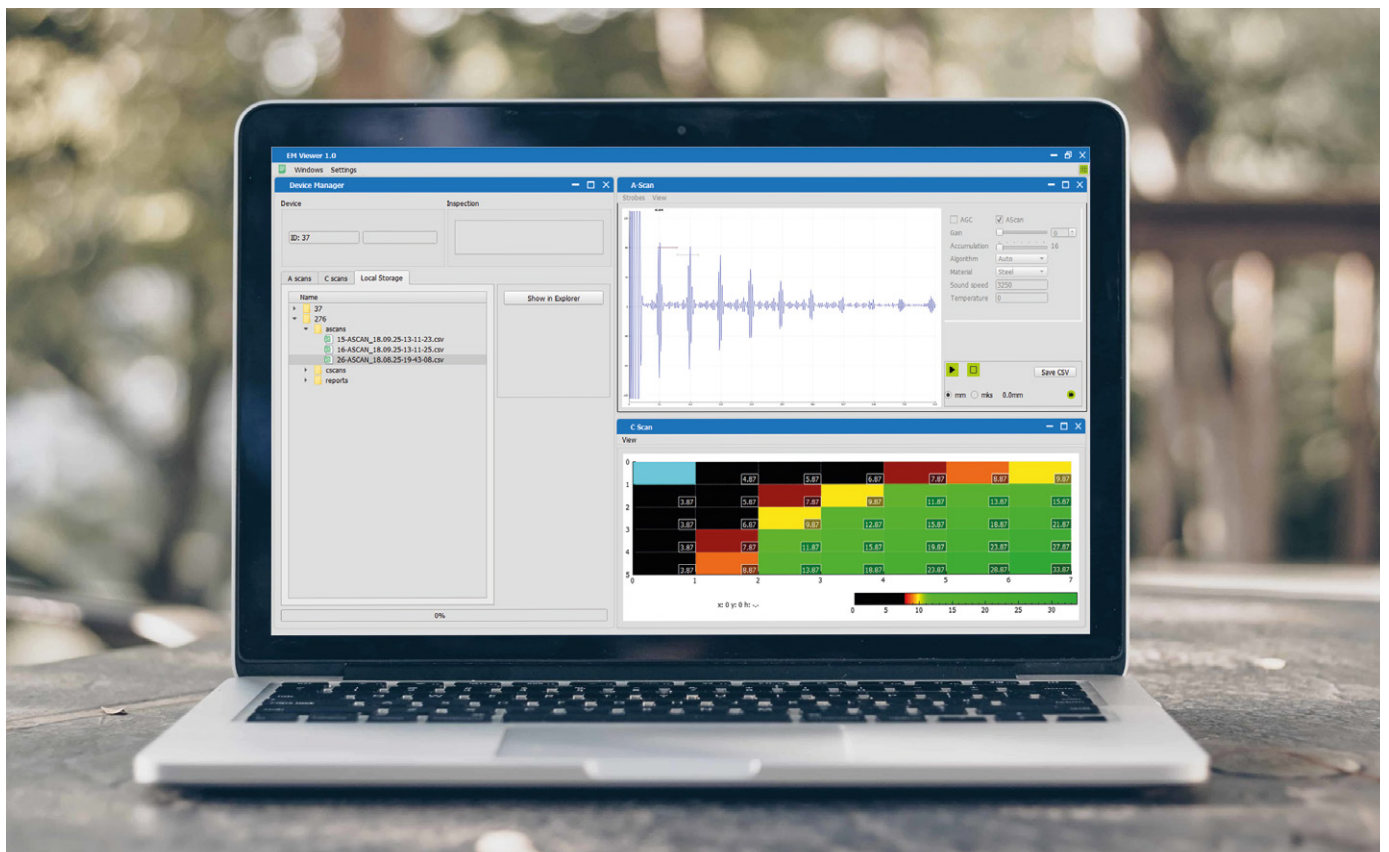 EM Viewer 1.0
Windows Settings
Device Manager
Device Inspection
ID: 37
A scans C scans Local Storage
Name
37
276
ascans
15-ASCAN_18.09.25-13-11-23.csv
16-ASCAN_18.09.25-13-11-25.csv
26-ASCAN_18.08.25-19-43-08.csv
cscans
reports
Show in Explorer
0%
A-Scan
Strobes View
AGC AScan
Gain 0
Accumulation 16
Algorithm Auto
Material Steel
Sound speed 3250
Temperature 0
Save CSV
mm mks 0.0mm
C Scan
View
0
4.87 5.87 6.87 7.87 8.87 9.87
1
3.87 5.87 7.87 9.87 11.87 13.87 15.87
2
3.87 6.87 9.87 12.87 15.87 18.87 21.87
3
3.87 7.87 11.87 15.87 19.87 23.87 27.87
4
3.87 8.87 13.87 18.87 23.87 28.87 33.87
5
0 1 2 3 4 5 6 7
x: 0 y: 0 h: -.-
0 5 10 15 20 25 30